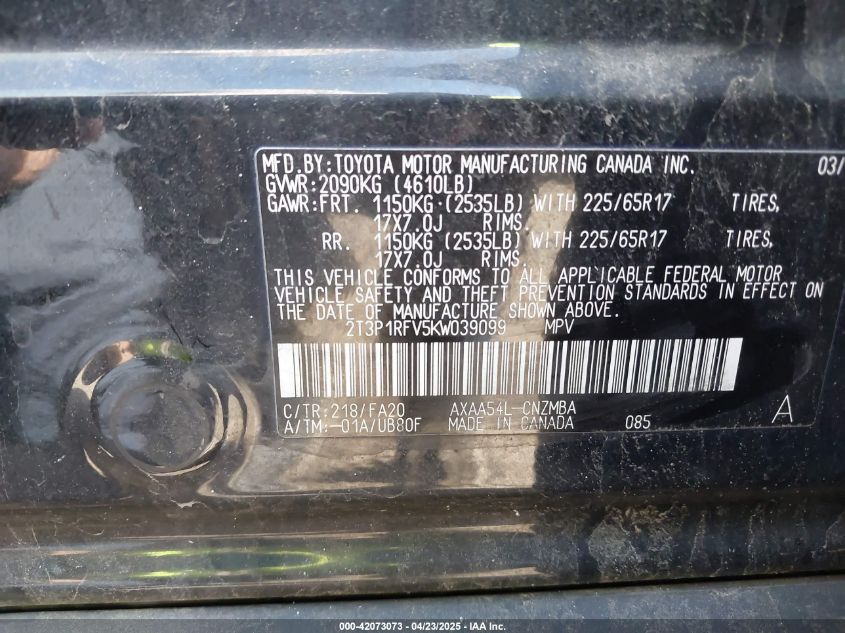 MFD.BY:TOYOTA MOTOR MANUFACTURING CANADA INC. 03/
GVWR:2090KG (4610LB)
GAWR:FRT. 1150KG (2535LB) WITH 225/65R17 TIRES,
17X7.0J RIMS.
RR. 1150KG (2535LB) WITH 225/65R17 TIRES,
17X7.0J RIMS.
THIS VEHICLE CONFORMS TO ALL APPLICABLE FEDERAL MOTOR
VEHICLE SAFETY AND THEFT PREVENTION STANDARDS IN EFFECT ON
THE DATE OF MANUFACTURE SHOWN ABOVE.
2T3P1RFV5KW039099 MPV
C/TR:218/FA20 AXAA54L-CNZMBA
A/TM:-01A/UB80F MADE IN CANADA 085 A
000-42073073 - 04/23/2025 - IAA Inc.